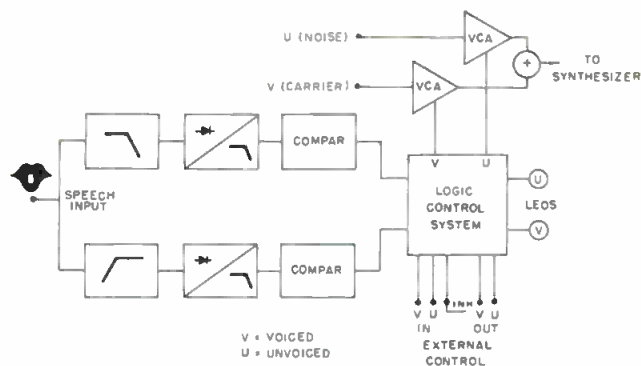 U (NOISE)
VCA
+
TO
SYNTHESIZER
V (CARRIER)
VCA
COMPAR
V U
LOGIC
CONTROL
SYSTEM
U
LEDS
V
SPEECH
INPUT
COMPAR
V U INH V U
IN OUT
EXTERNAL
CONTROL
V = VOICED
U = UNVOICED